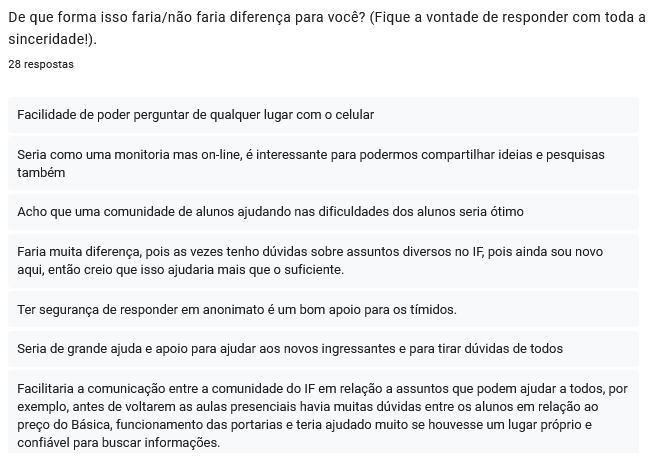 De que forma isso faria/não faria diferença para você? (Fique a vontade de responder com toda a
sinceridade!).
28 respostas
Facilidade de poder perguntar de qualquer lugar com o celular
Seria como uma monitoria mas on-line, é interessante para podermos compartilhar ideias e pesquisas
também
Acho que uma comunidade de alunos ajudando nas dificuldades dos alunos seria ótimo
Faria muita diferença, pois as vezes tenho dúvidas sobre assuntos diversos no IF, pois ainda sou novo
aqui, então creio que isso ajudaria mais que o suficiente.
Ter segurança de responder em anonimato é um bom apoio para os tímidos.
Seria de grande ajuda e apoio para ajudar aos novos ingressantes e para tirar dúvidas de todos
Facilitaria a comunicação entre a comunidade do IF em relação a assuntos que podem ajudar a todos, por
exemplo, antes de voltarem as aulas presenciais havia muitas dúvidas entre os alunos em relação ao
preço do Básica, funcionamento das portarias e teria ajudado muito se houvesse um lugar próprio e
confiável para buscar informações.